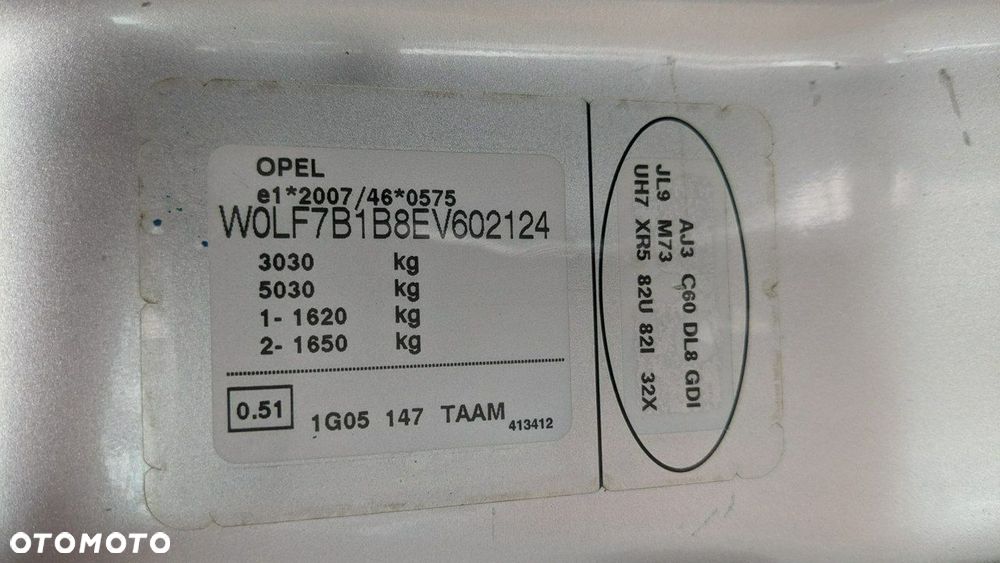 OPEL
e1*2007/46*0575
W0LF7B1B8EV602124
3030 kg
5030 kg
1- 1620 kg
2- 1650 kg
0.51 1G05 147 TAAM 413412
AJ3 C60 DL8 GDI
JL9 M73
UH7 XR5 82U 82I 32X
OTOMOTO